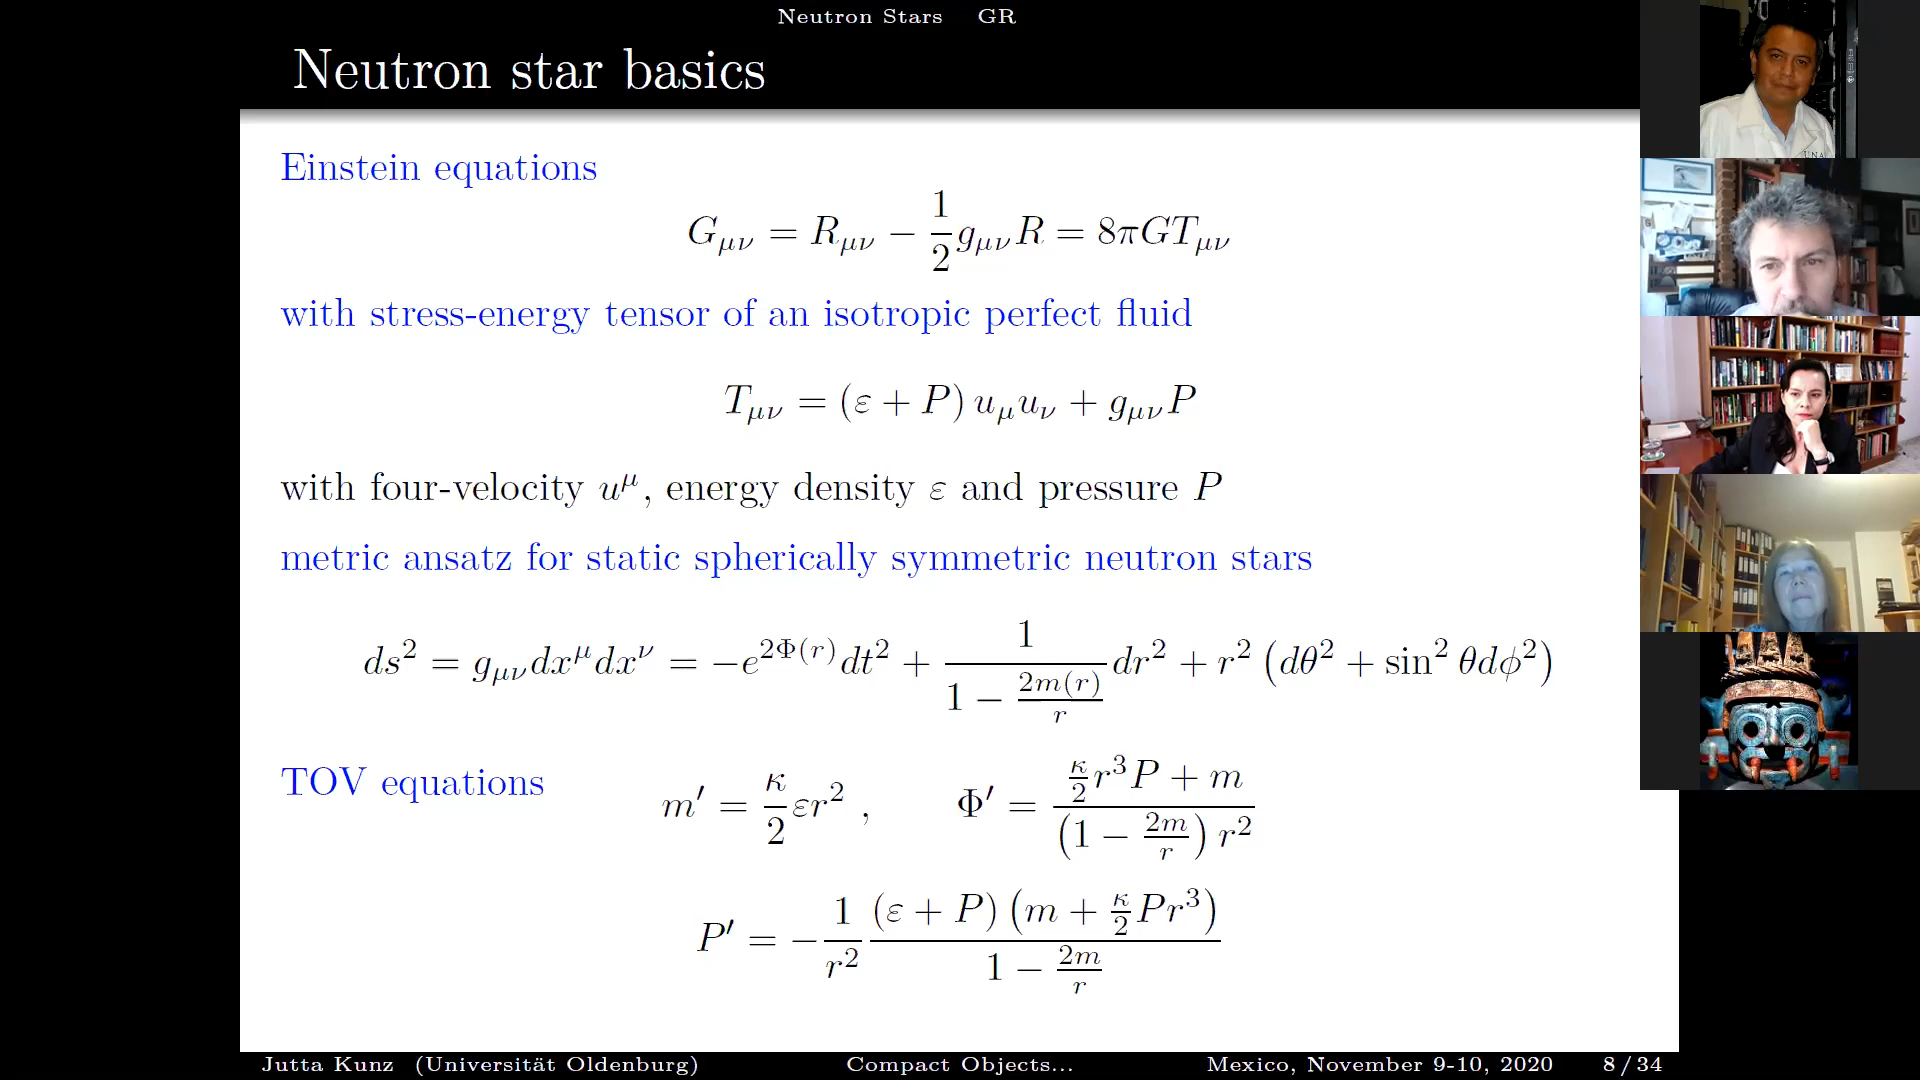 Neutron Stars GR
Neutron star basics
Einstein equations
G_{μν} = R_{μν} − \frac{1}{2} g_{μν} R = 8πGT_{μν}
with stress-energy tensor of an isotropic perfect fluid
T_{μν} = (ε + P) u_μ u_ν + g_{μν} P
with four-velocity u^μ, energy density ε and pressure P
metric ansatz for static spherically symmetric neutron stars
ds^2 = g_{μν} dx^μ dx^ν = −e^{2Φ(r)} dt^2 + \frac{1}{1 − \frac{2m(r)}{r}} dr^2 + r^2 (dθ^2 + sin^2 θdφ^2)
TOV equations m′ = \frac{κ}{2} εr^2 , Φ′ = \frac{\frac{κ}{2} r^3 P + m}{(1 − \frac{2m}{r}) r^2}
P′ = −\frac{1}{r^2} \frac{(ε + P) (m + \frac{κ}{2} Pr^3)}{1 − \frac{2m}{r}}
Jutta Kunz (Universität Oldenburg) Compact Objects... Mexico, November 9-10, 2020 8 / 34